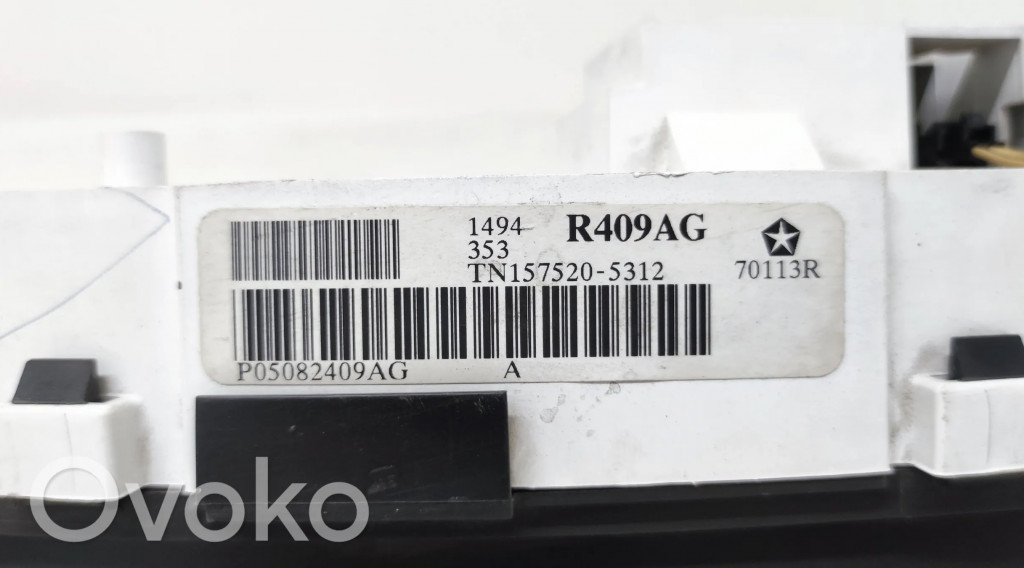 1494 R409AG
353
TN157520-5312 70113R
P05082409AG A
Ovoko